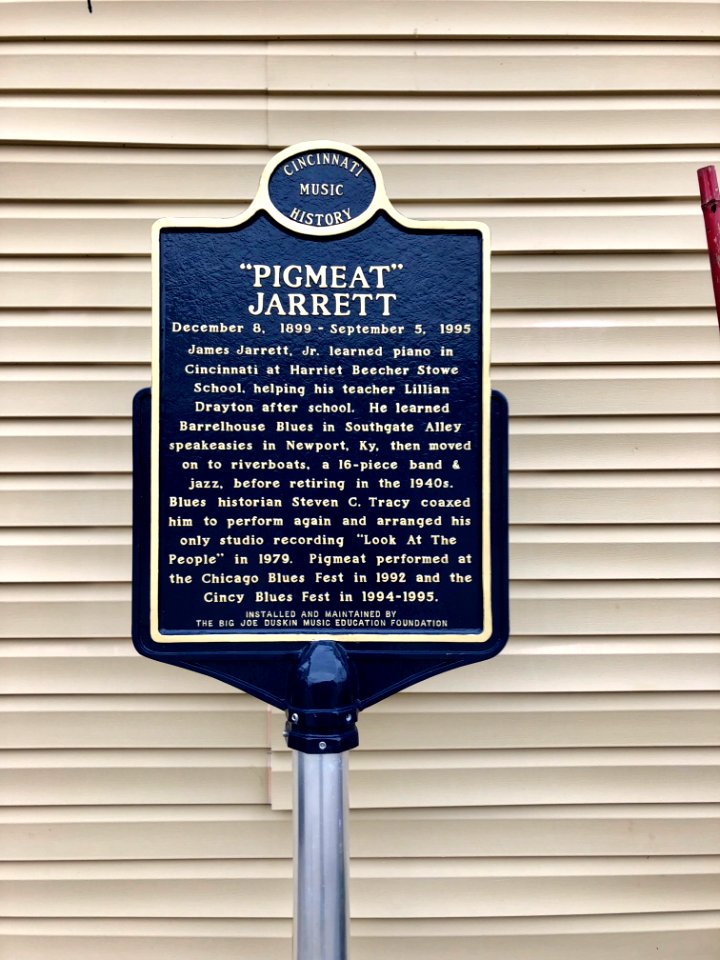 CINCINNATI
MUSIC
HISTORY
"PIGMEAT"
JARRETT
December 8, 1899 - September 5, 1995
James Jarrett, Jr. learned piano in
Cincinnati at Harriet Beecher Stowe
School, helping his teacher Lillian
Drayton after school. He learned
Barrelhouse Blues in Southgate Alley
speakeasies in Newport, Ky, then moved
on to riverboats, a 16-piece band &
jazz, before retiring in the 1940s.
Blues historian Steven C. Tracy coaxed
him to perform again and arranged his
only studio recording "Look At The
People" in 1979. Pigmeat performed at
the Chicago Blues Fest in 1992 and the
Cincy Blues Fest in 1994-1995.
INSTALLED AND MAINTAINED BY
THE BIG JOE DUSKIN MUSIC EDUCATION FOUNDATION